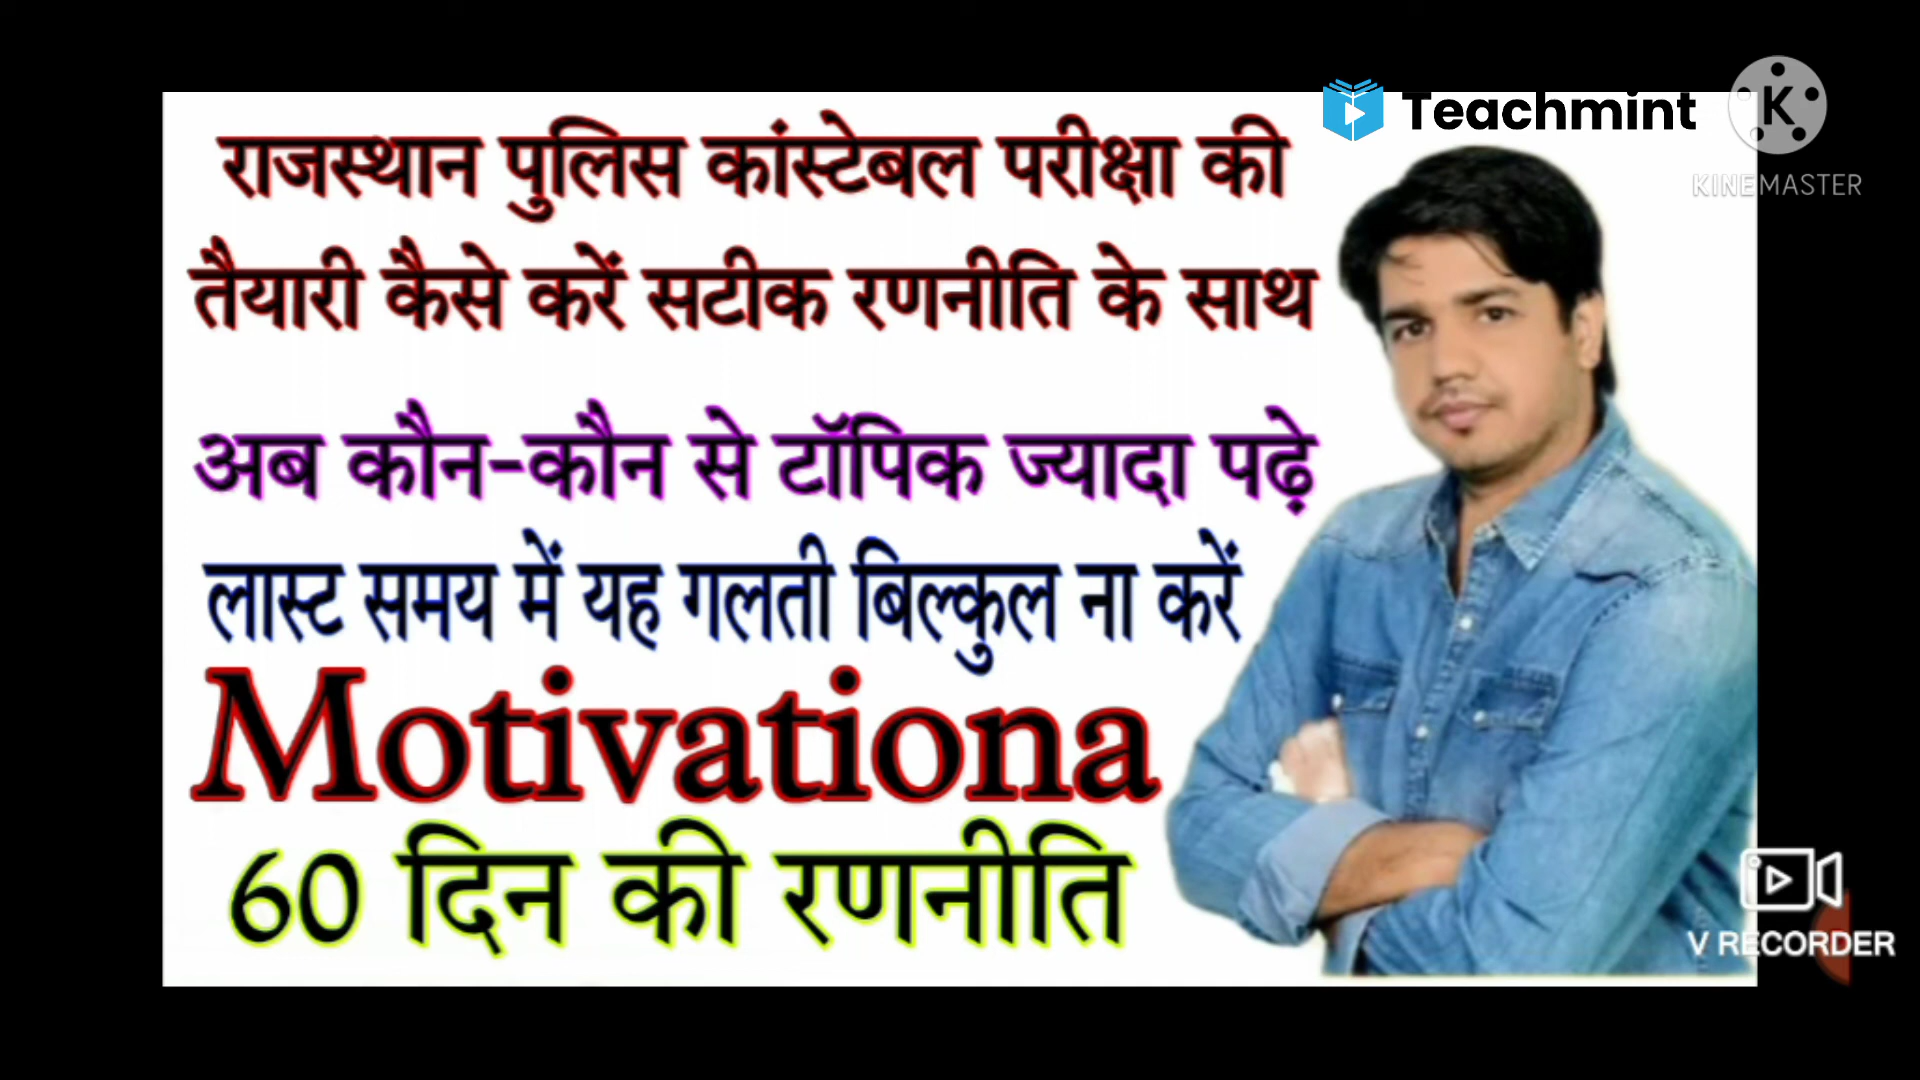 Teachmint
K
KINEMASTER
राजस्थान पुलिस कांस्टेबल परीक्षा की
तैयारी कैसे करें सटीक रणनीति के साथ
अब कौन-कौन से टॉपिक ज्यादा पढ़े
लास्ट समय में यह गलती बिल्कुल ना करें
Motivationa
60 दिन की रणनीति
V RECORDER